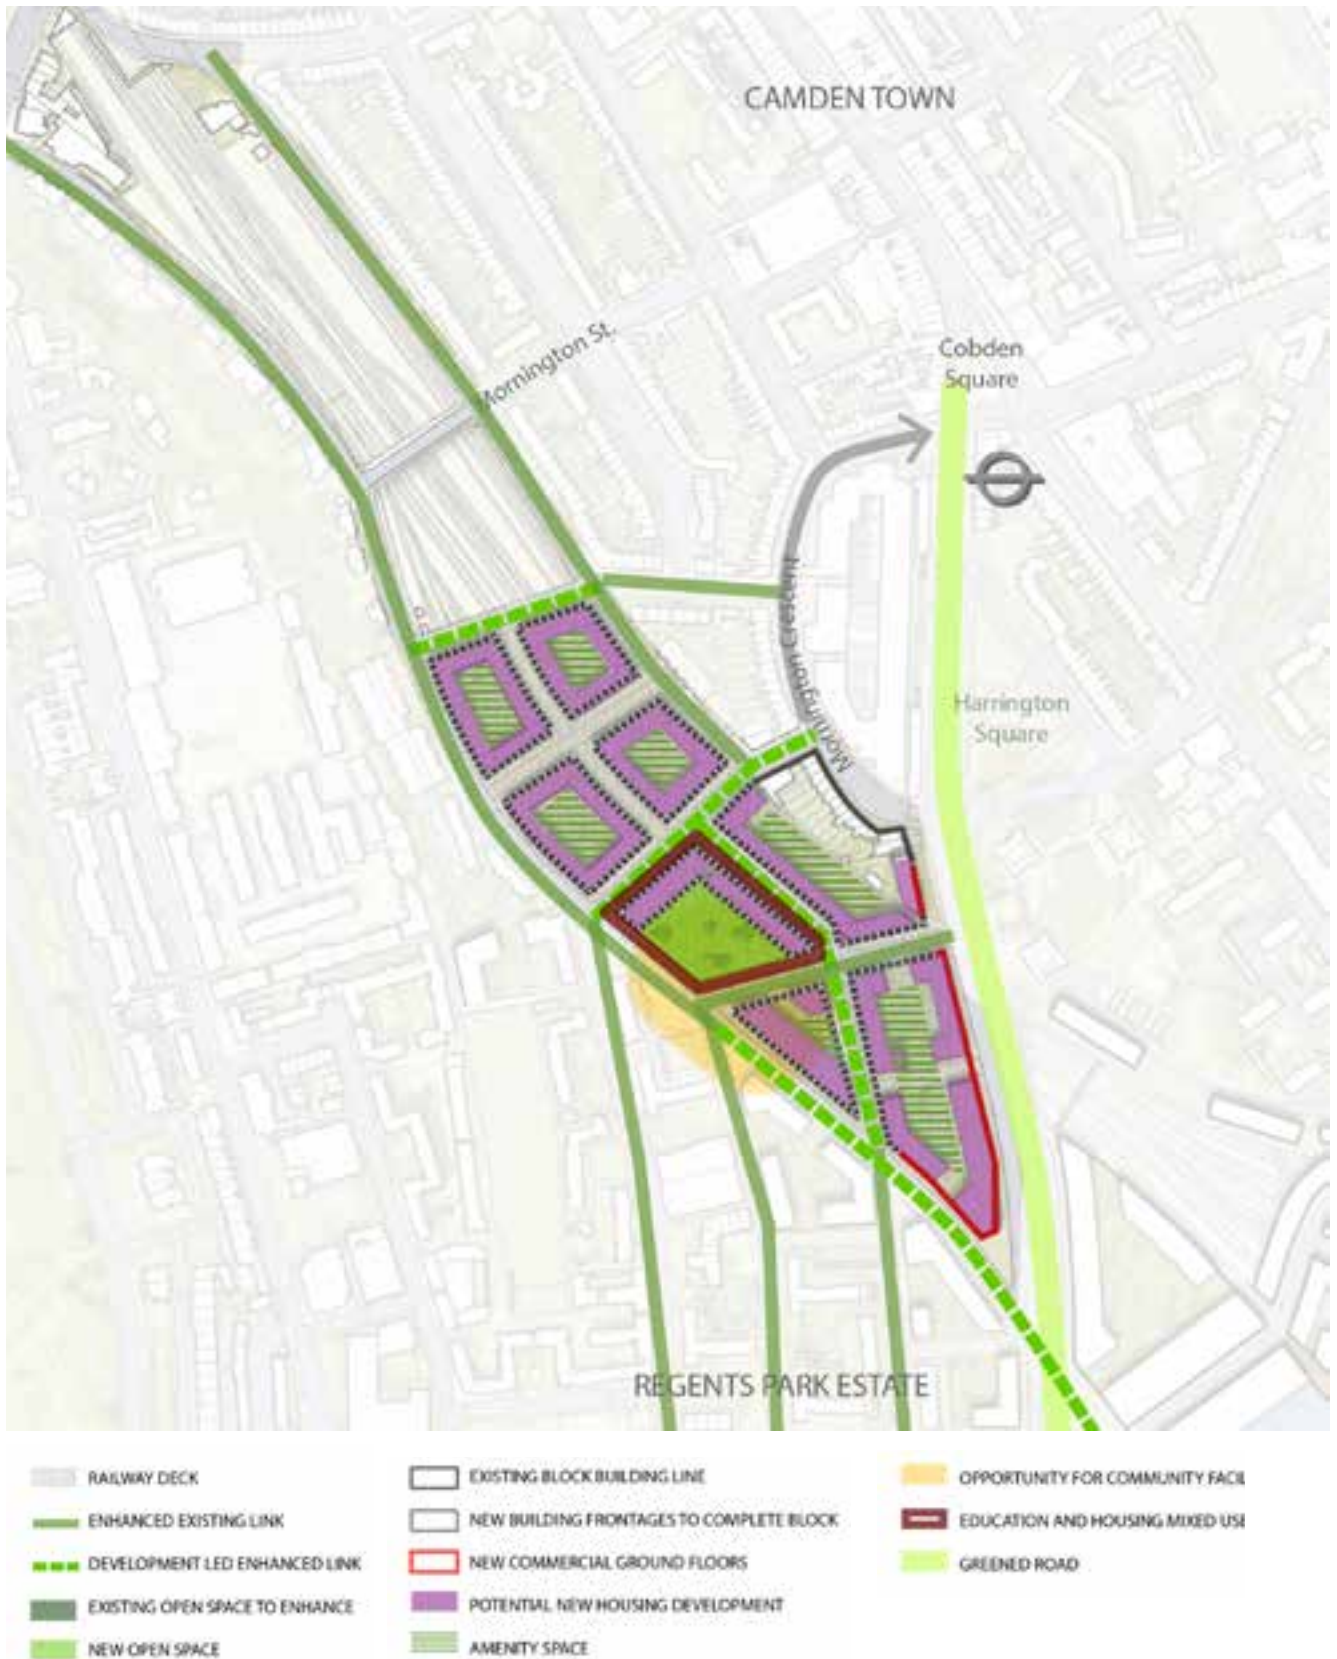 CAMDEN TOWN
Mornington St.
Cobden
Square
Mornington Crescent
Harrington
Square
REGENTS PARK ESTATE
RAILWAY DECK
ENHANCED EXISTING LINK
DEVELOPMENT LED ENHANCED LINK
EXISTING OPEN SPACE TO ENHANCE
NEW OPEN SPACE
EXISTING BLOCK BUILDING LINE
NEW BUILDING FRONTAGES TO COMPLETE BLOCK
NEW COMMERCIAL GROUND FLOORS
POTENTIAL NEW HOUSING DEVELOPMENT
AMENITY SPACE
OPPORTUNITY FOR COMMUNITY FACIL
EDUCATION AND HOUSING MIXED USE
GREENED ROAD